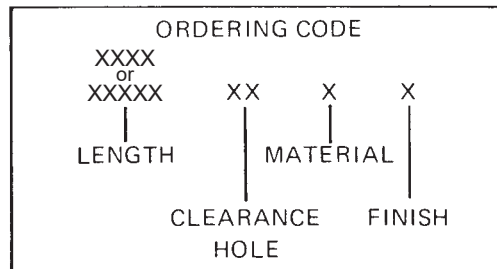 ORDERING CODE
XXXX
or
XXXXX XX X X
LENGTH MATERIAL
CLEARANCE FINISH
HOLE